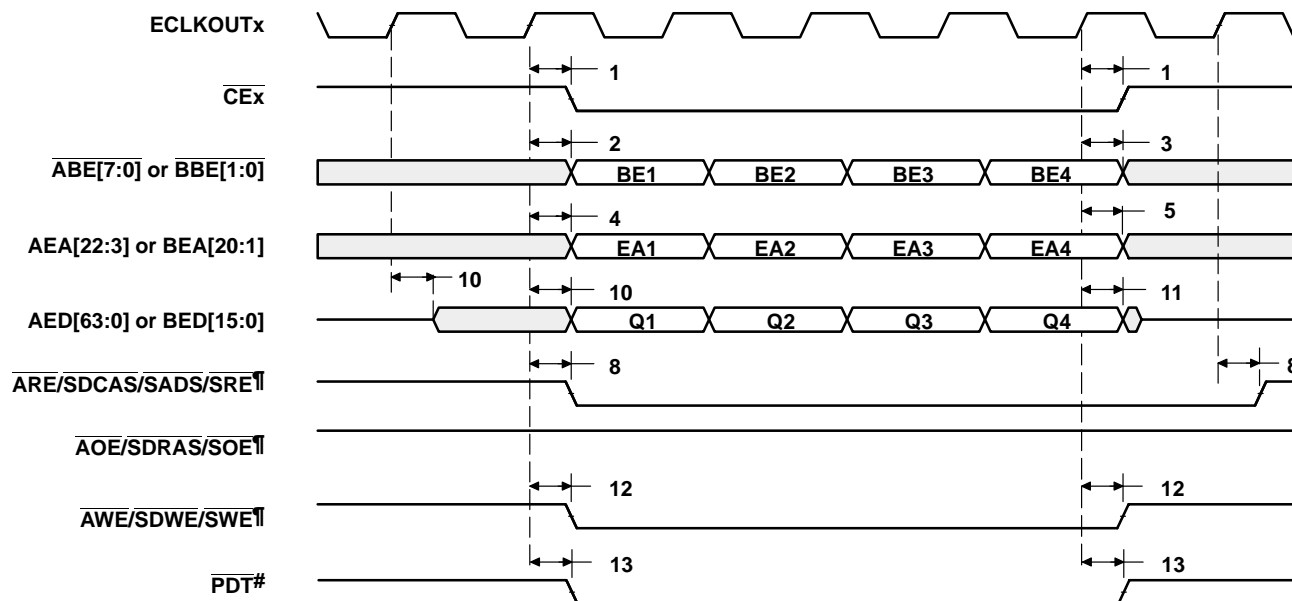 ECLKOUTx
1 1
CEx
2 3
ABE[7:0] or BBE[1:0]
BE1 BE2 BE3 BE4
4 5
AEA[22:3] or BEA[20:1]
EA1 EA2 EA3 EA4
10 10 11
AED[63:0] or BED[15:0]
Q1 Q2 Q3 Q4
8 8
ARE/SDCAS/SADS/SRE¶
AOE/SDRAS/SOE¶
12 12
AWE/SDWE/SWE¶
13 13
PDT#